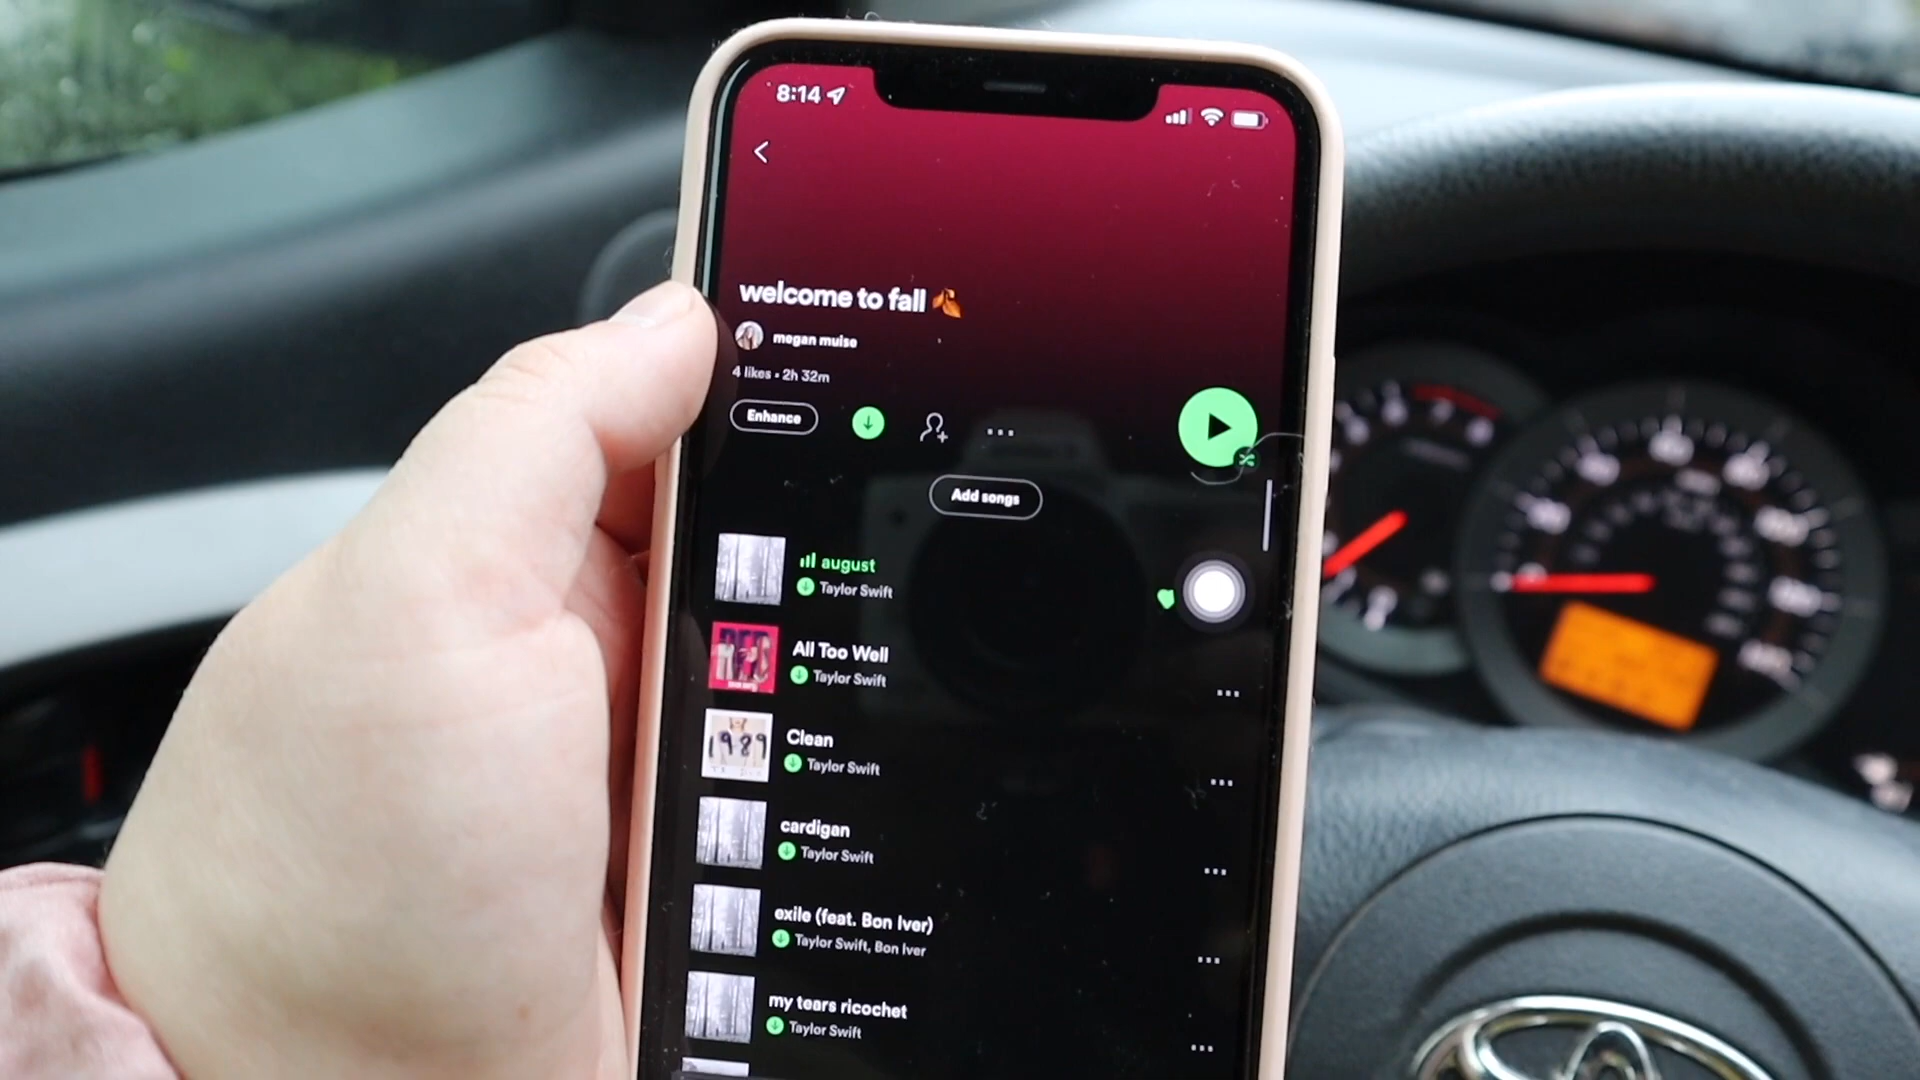 8:14
welcome to fall 🍂
megan muise
4 likes • 2h 32m
Enhance
Add songs
august
Taylor Swift
RED
All Too Well
Taylor Swift
1989
Clean
Taylor Swift
cardigan
Taylor Swift
exile (feat. Bon Iver)
Taylor Swift, Bon Iver
my tears ricochet
Taylor Swift